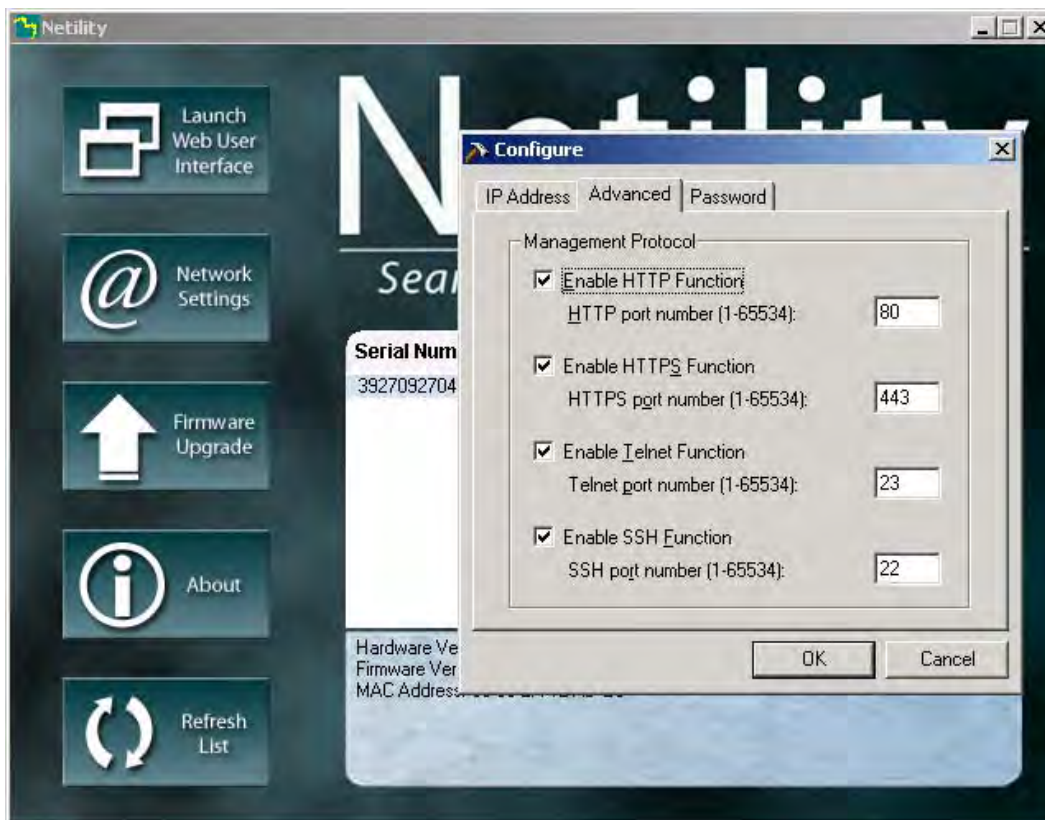 Netility
Launch
Web User
Interface
Network
Settings
Firmware
Upgrade
About
Refresh
List
Netility
Sear
Serial Num
3927092704
Hardware Ve
Firmware Ver
MAC Address:
Configure
IP Address
Advanced
Password
Management Protocol
Enable HTTP Function
HTTP port number (1-65534): 80
Enable HTTPS Function
HTTPS port number (1-65534): 443
Enable Telnet Function
Telnet port number (1-65534): 23
Enable SSH Function
SSH port number (1-65534): 22
OK
Cancel